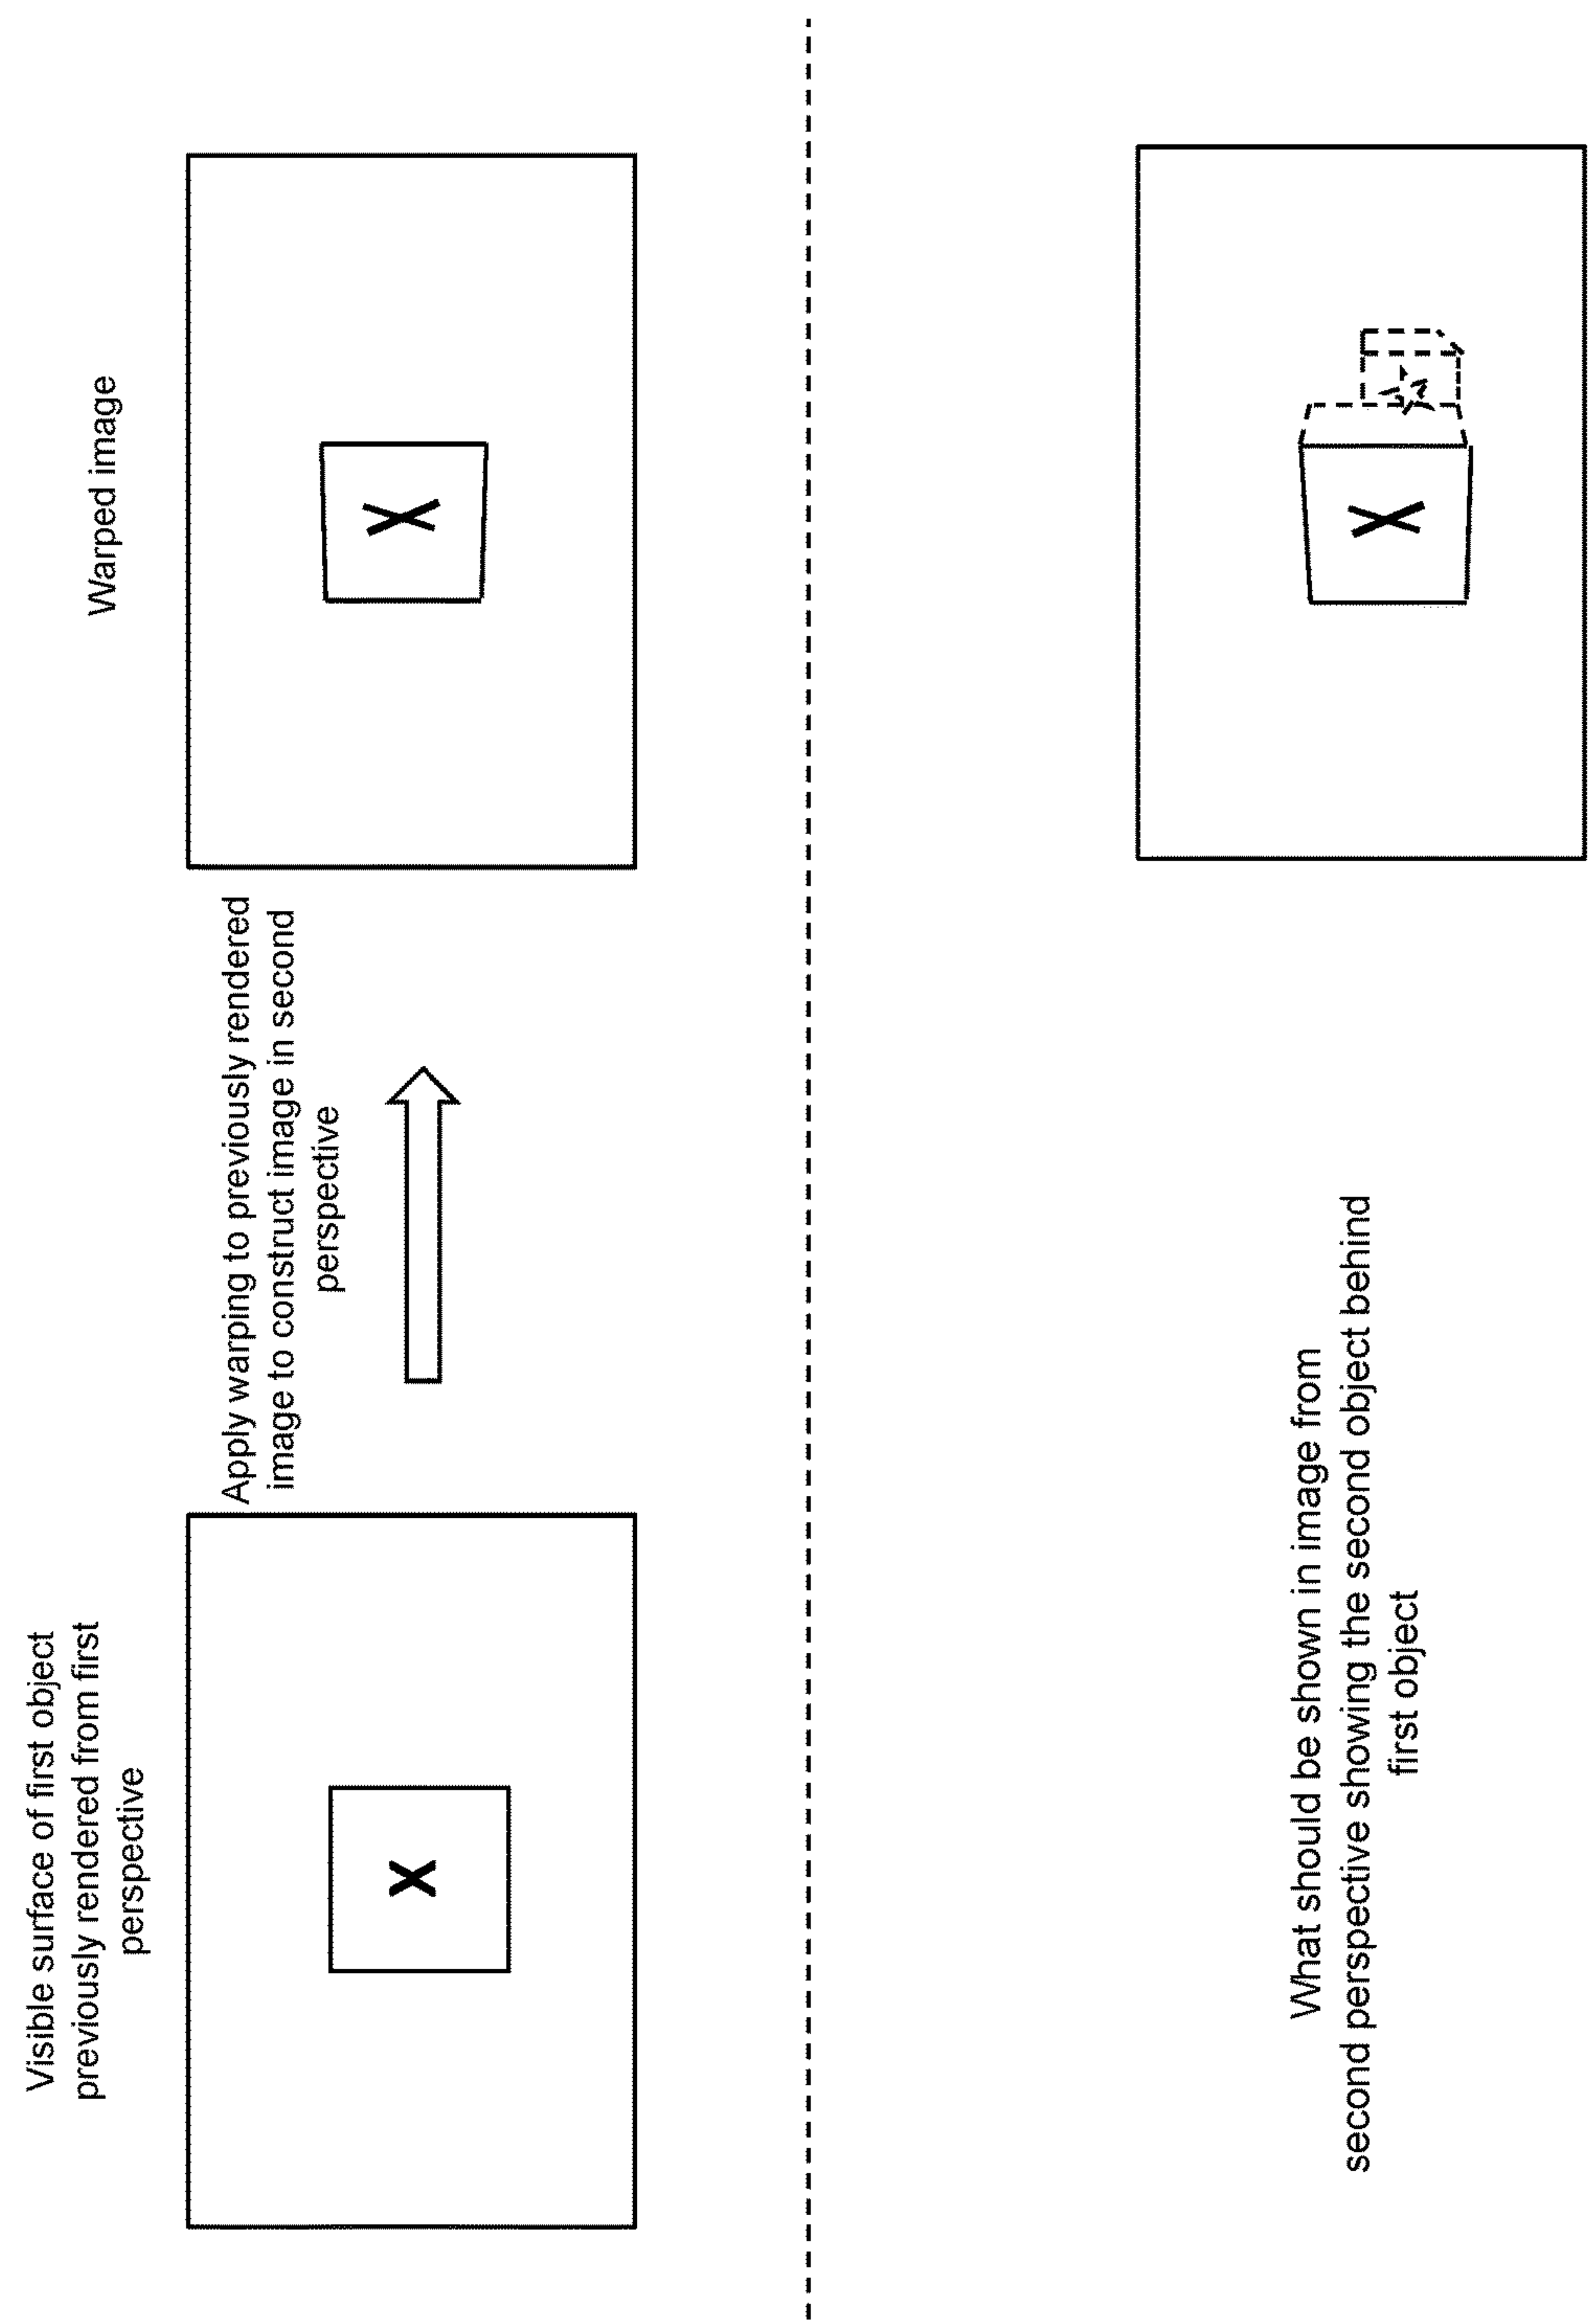 Visible surface of first object
previously rendered from first
perspective
X
Apply warping to previously rendered
image to construct image in second
perspective
Warped image
X
What should be shown in image from
second perspective showing the second object behind
first object
X